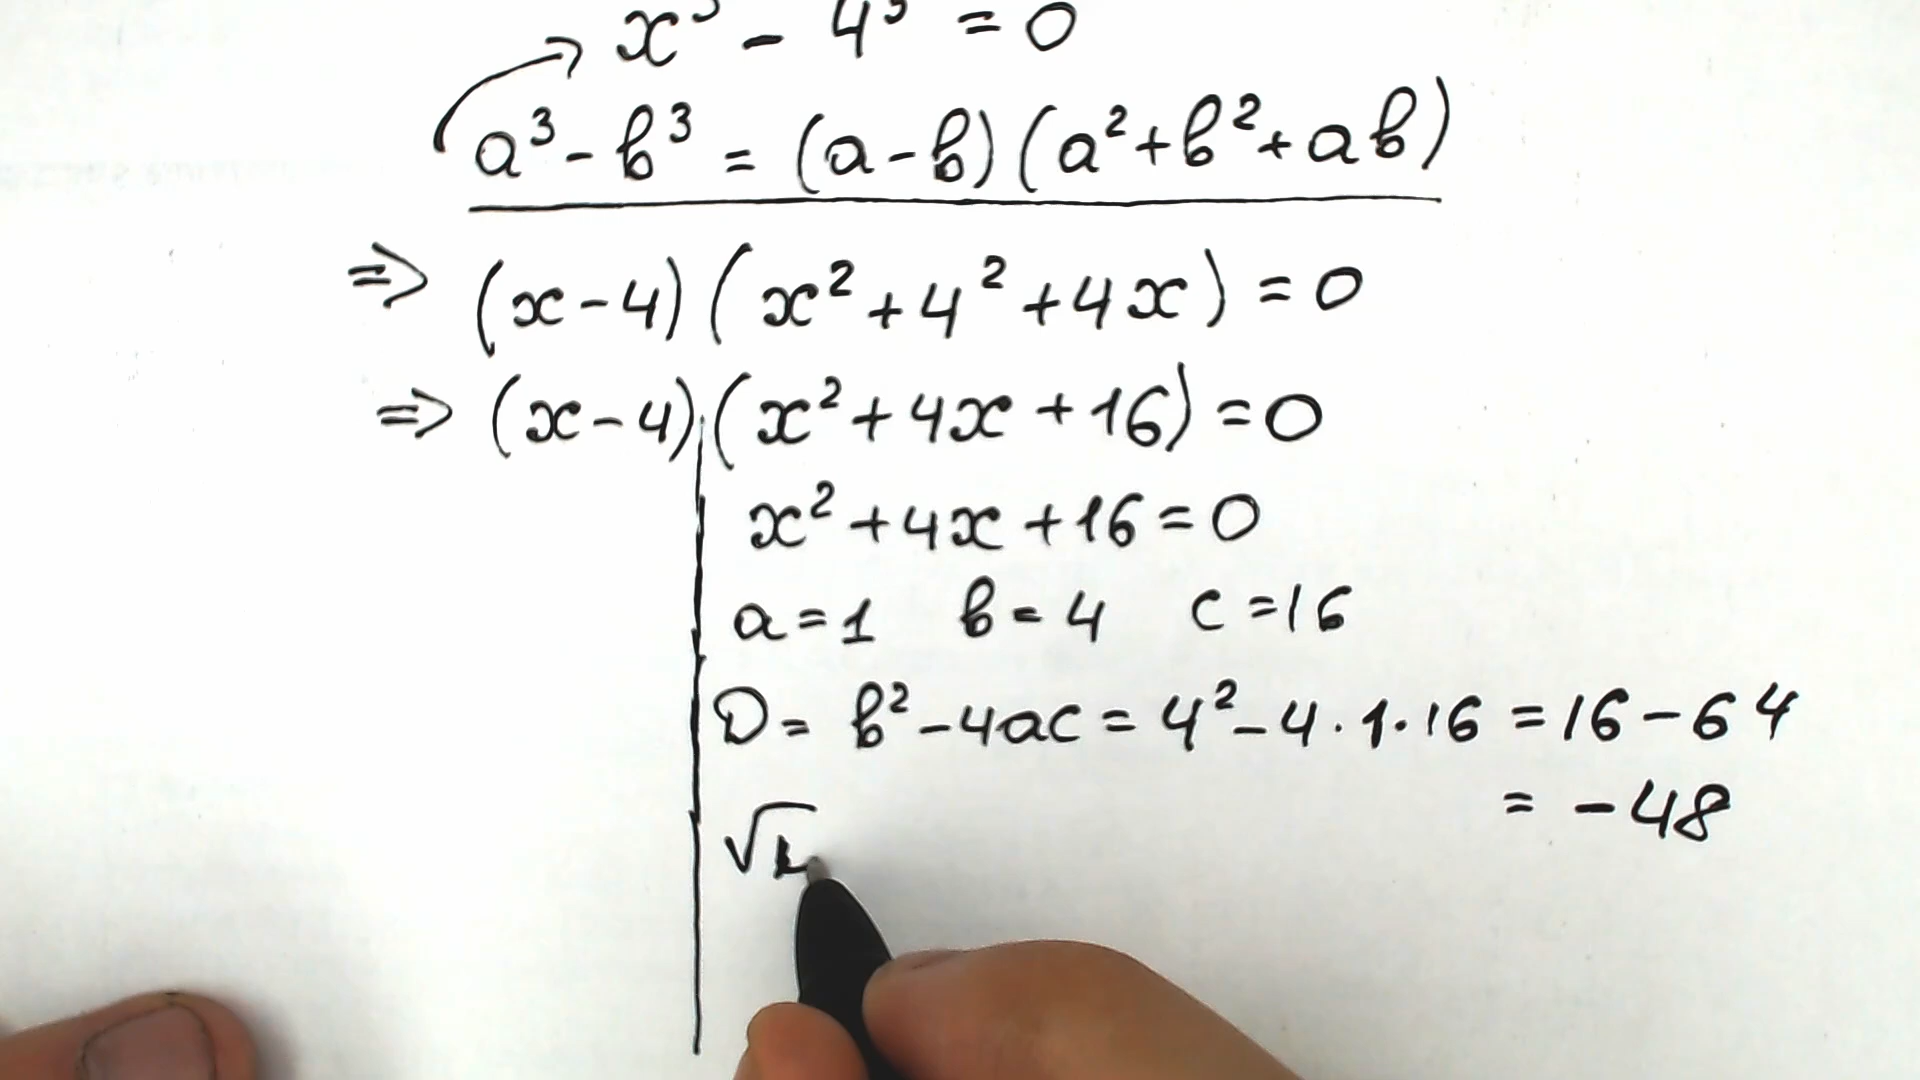 x³ - 4³ = 0
a³ - b³ = (a - b)(a² + b² + ab)
=> (x - 4)(x² + 4² + 4x) = 0
=> (x - 4)(x² + 4x + 16) = 0
x² + 4x + 16 = 0
a = 1 b = 4 c = 16
D = b² - 4ac = 4² - 4 · 1 · 16 = 16 - 64
= -48
√